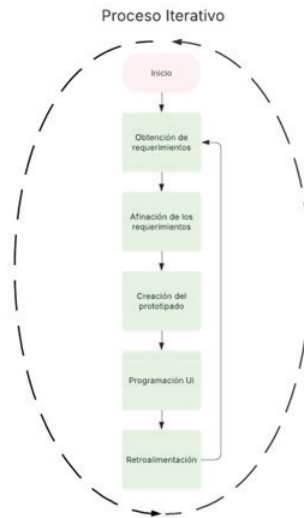 Proceso Iterativo
Inicio
Obtención de
requerimientos
Afinación de los
requerimientos
Creación del
prototipado
Programación UI
Retroalimentación